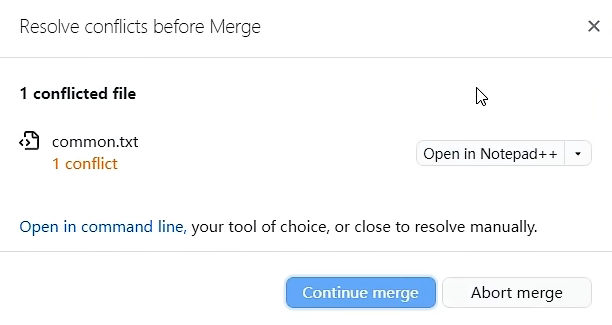 Resolve conflicts before Merge
1 conflicted file
common.txt
1 conflict
Open in Notepad++
Open in command line, your tool of choice, or close to resolve manually.
Continue merge
Abort merge